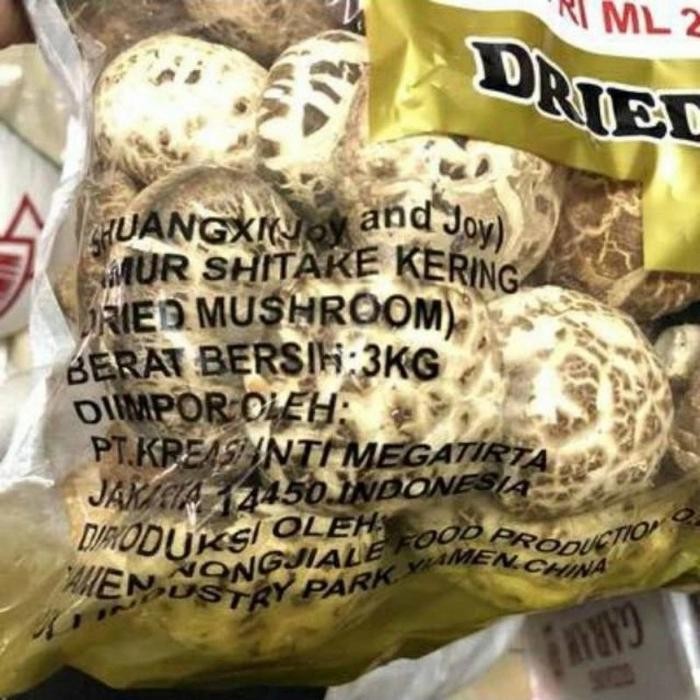 RI ML 2
DRIED
SHUANGXI(Joy and Joy)
JAMUR SHITAKE KERING
(DRIED MUSHROOM)
BERAT BERSIH:3KG
DIIMPOR OLEH:
PT.KREASI INTI MEGATIRTA
JAKARTA 14450.INDONESIA
DIPRODUKSI OLEH:
XIAMEN NONGJIALE FOOD PRODUCTION
INDUSTRY PARK XIAMEN.CHINA
GARAM